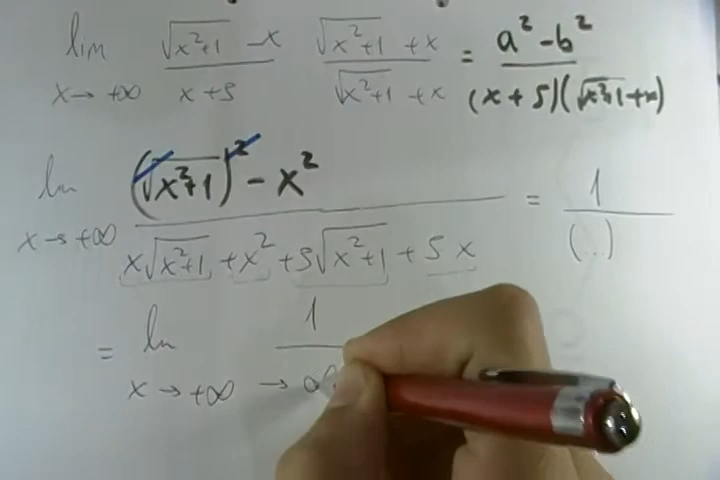 lim x→+∞ (√(x²+1) − x)/(x+5) (√(x²+1) + x)/(√(x²+1) + x) = (a² − b²)/((x+5)(√(x²+1)+x))
lim x→+∞ ((√(x²+1))² − x²)/(x√(x²+1) + x² + 5√(x²+1) + 5x) = 1/(..)
= lim x→+∞ 1/(→ ∞)